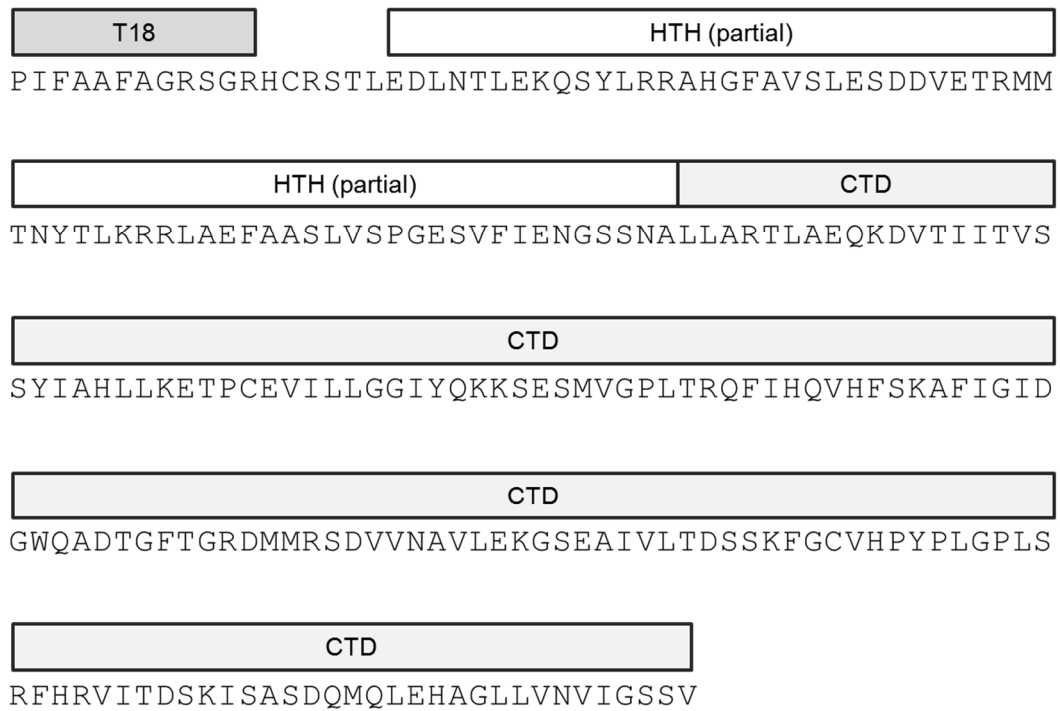 T18 HTH (partial)
PIFAAFAGRSGRHCRSTLEDLNTLEKQSYLRRAHGFAVSLESDDVETRMM
HTH (partial) CTD
TNYTLKRRLAEFAASLVSPGESVFIENGSSNALLARTLAEQKDVTIITVS
CTD
SYIAHLLKETPCEVILLGGIYQKKSESMVGPLTRQFIHQVHFSKAFIGID
CTD
GWQADTGFTGRDMMRSDVVNAVLEKGSEAIVLTDSSKFGCVHPYPLGPLS
CTD
RFHRVITDSKISASDQMQLEHAGLLVNVIGSSV